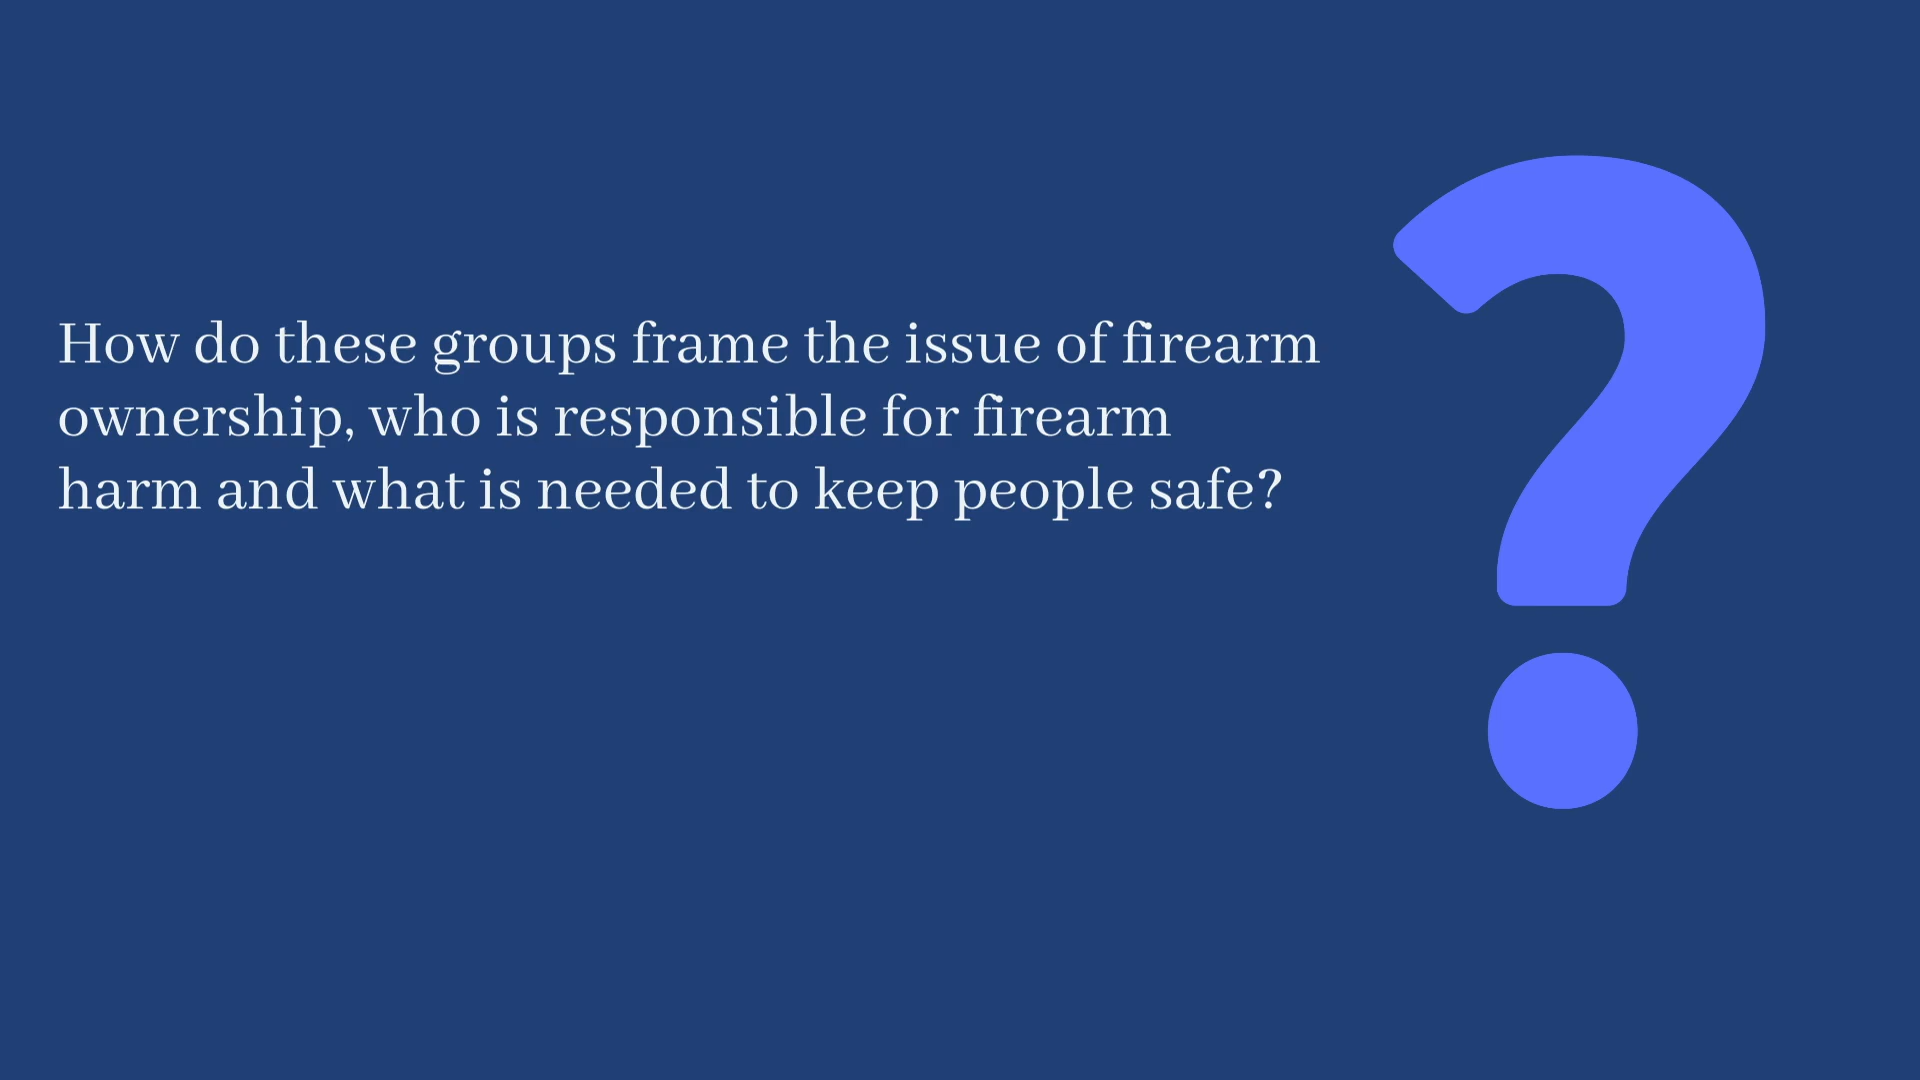 How do these groups frame the issue of firearm
ownership, who is responsible for firearm
harm and what is needed to keep people safe?
?